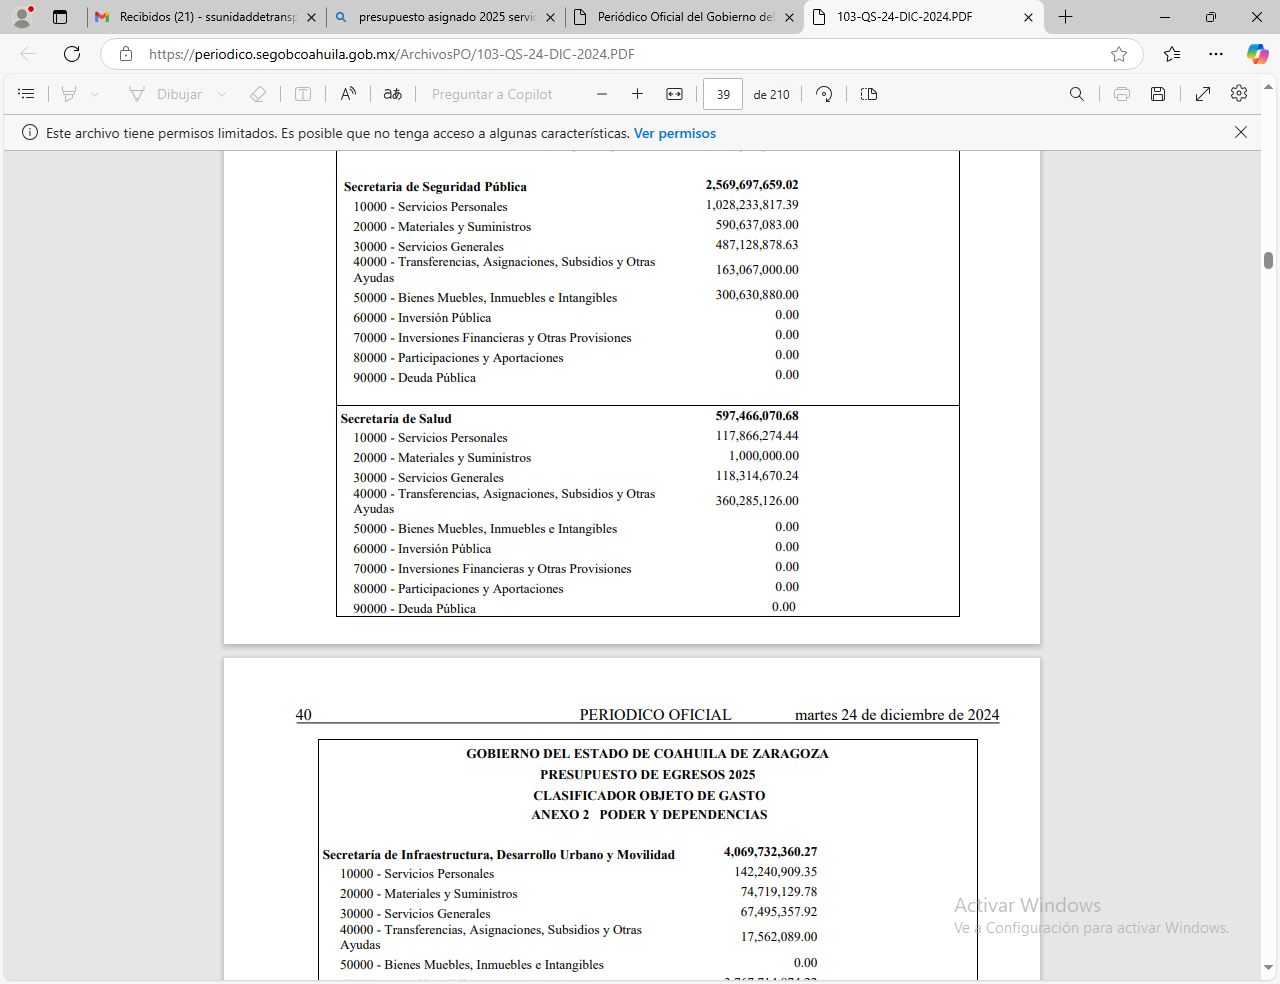 Recibidos (21) - ssunidaddetransp
presupuesto asignado 2025 servic
Periódico Oficial del Gobierno del
103-QS-24-DIC-2024.PDF
https://periodico.segobcoahuila.gob.mx/ArchivosPO/103-QS-24-DIC-2024.PDF
Dibujar
Preguntar a Copilot
39 de 210
Este archivo tiene permisos limitados. Es posible que no tenga acceso a algunas características. Ver permisos
Secretaria de Seguridad Pública 2,569,697,659.02
10000 - Servicios Personales 1,028,233,817.39
20000 - Materiales y Suministros 590,637,083.00
30000 - Servicios Generales 487,128,878.63
40000 - Transferencias, Asignaciones, Subsidios y Otras
Ayudas 163,067,000.00
50000 - Bienes Muebles, Inmuebles e Intangibles 300,630,880.00
60000 - Inversión Pública 0.00
70000 - Inversiones Financieras y Otras Provisiones 0.00
80000 - Participaciones y Aportaciones 0.00
90000 - Deuda Pública 0.00
Secretaría de Salud 597,466,070.68
10000 - Servicios Personales 117,866,274.44
20000 - Materiales y Suministros 1,000,000.00
30000 - Servicios Generales 118,314,670.24
40000 - Transferencias, Asignaciones, Subsidios y Otras
Ayudas 360,285,126.00
50000 - Bienes Muebles, Inmuebles e Intangibles 0.00
60000 - Inversión Pública 0.00
70000 - Inversiones Financieras y Otras Provisiones 0.00
80000 - Participaciones y Aportaciones 0.00
90000 - Deuda Pública 0.00
40 PERIODICO OFICIAL martes 24 de diciembre de 2024
GOBIERNO DEL ESTADO DE COAHUILA DE ZARAGOZA
PRESUPUESTO DE EGRESOS 2025
CLASIFICADOR OBJETO DE GASTO
ANEXO 2 PODER Y DEPENDENCIAS
Secretaría de Infraestructura, Desarrollo Urbano y Movilidad 4,069,732,360.27
10000 - Servicios Personales 142,240,909.35
20000 - Materiales y Suministros 74,719,129.78
30000 - Servicios Generales 67,495,357.92
40000 - Transferencias, Asignaciones, Subsidios y Otras
Ayudas 17,562,089.00
50000 - Bienes Muebles, Inmuebles e Intangibles 0.00
Activar Windows
Ve a Configuración para activar Windows.